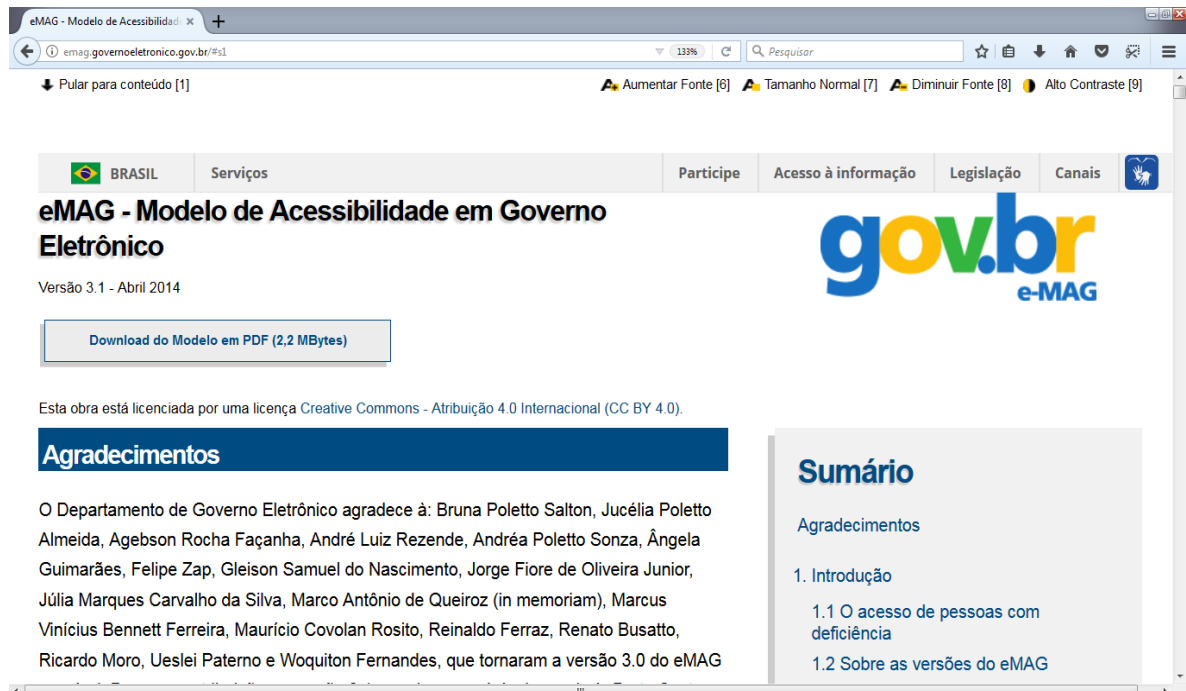 eMAG - Modelo de Acessibilidad
emag.governoeletronico.gov.br/#s1
133%
Pesquisar
Pular para conteúdo [1]
Aumentar Fonte [6] Tamanho Normal [7] Diminuir Fonte [8] Alto Contraste [9]
BRASIL Serviços Participe Acesso à informação Legislação Canais
eMAG - Modelo de Acessibilidade em Governo
Eletrônico
gov.br
e-MAG
Versão 3.1 - Abril 2014
Download do Modelo em PDF (2,2 MBytes)
Esta obra está licenciada por uma licença Creative Commons - Atribuição 4.0 Internacional (CC BY 4.0).
Agradecimentos
O Departamento de Governo Eletrônico agradece à: Bruna Poletto Salton, Jucélia Poletto
Almeida, Agebson Rocha Façanha, André Luiz Rezende, Andréa Poletto Sonza, Ângela
Guimarães, Felipe Zap, Gleison Samuel do Nascimento, Jorge Fiore de Oliveira Junior,
Júlia Marques Carvalho da Silva, Marco Antônio de Queiroz (in memoriam), Marcus
Vinícius Bennett Ferreira, Maurício Covolan Rosito, Reinaldo Ferraz, Renato Busatto,
Ricardo Moro, Ueslei Paterno e Woquiton Fernandes, que tornaram a versão 3.0 do eMAG
Sumário
Agradecimentos
1. Introdução
1.1 O acesso de pessoas com
deficiência
1.2 Sobre as versões do eMAG